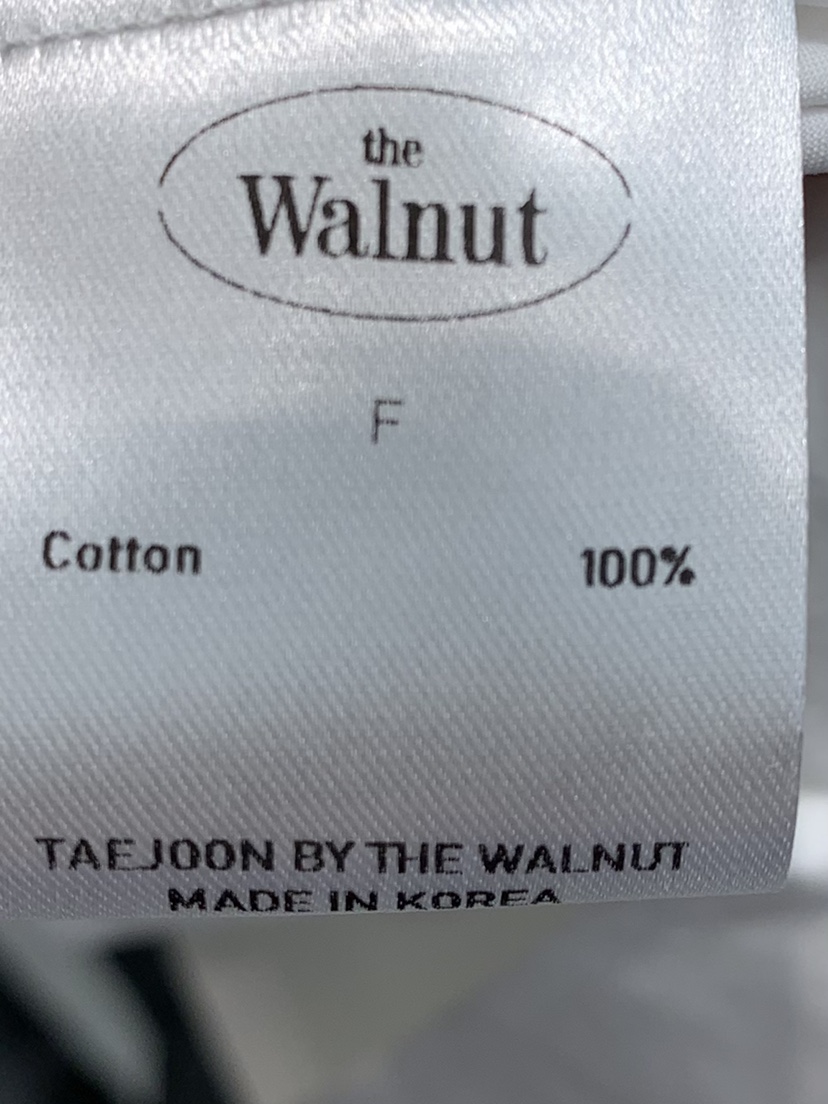 the
Walnut
F
Cotton 100%
TAEJOON BY THE WALNUT
MADE IN KOREA